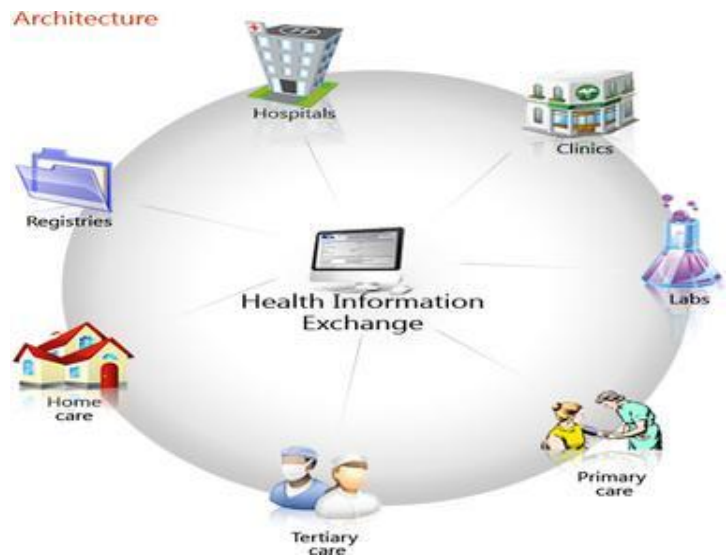 Architecture
Hospitals
Clinics
Registries
Labs
Health Information
Exchange
Home
care
Primary
care
Tertiary
care